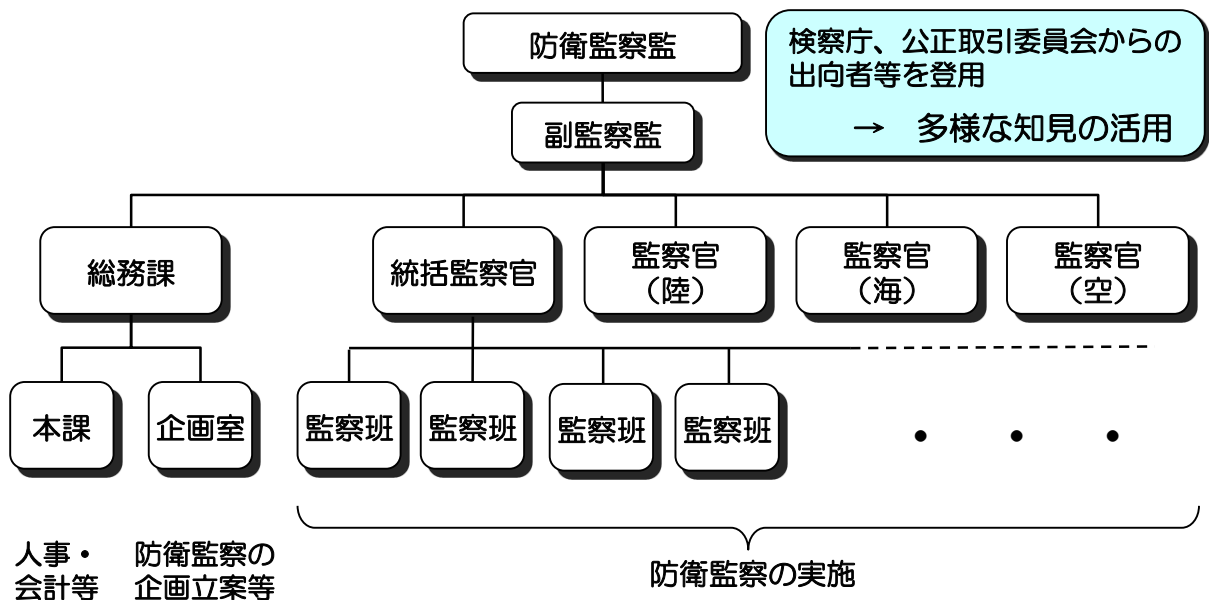 防衛監察監
検察庁、公正取引委員会からの
出向者等を登用
→ 多様な知見の活用
副監察監
総務課
統括監察官
監察官
（陸）
監察官
（海）
監察官
（空）
本課
企画室
監察班
監察班
監察班
監察班
・ ・ ・
人事・
会計等
防衛監察の
企画立案等
防衛監察の実施